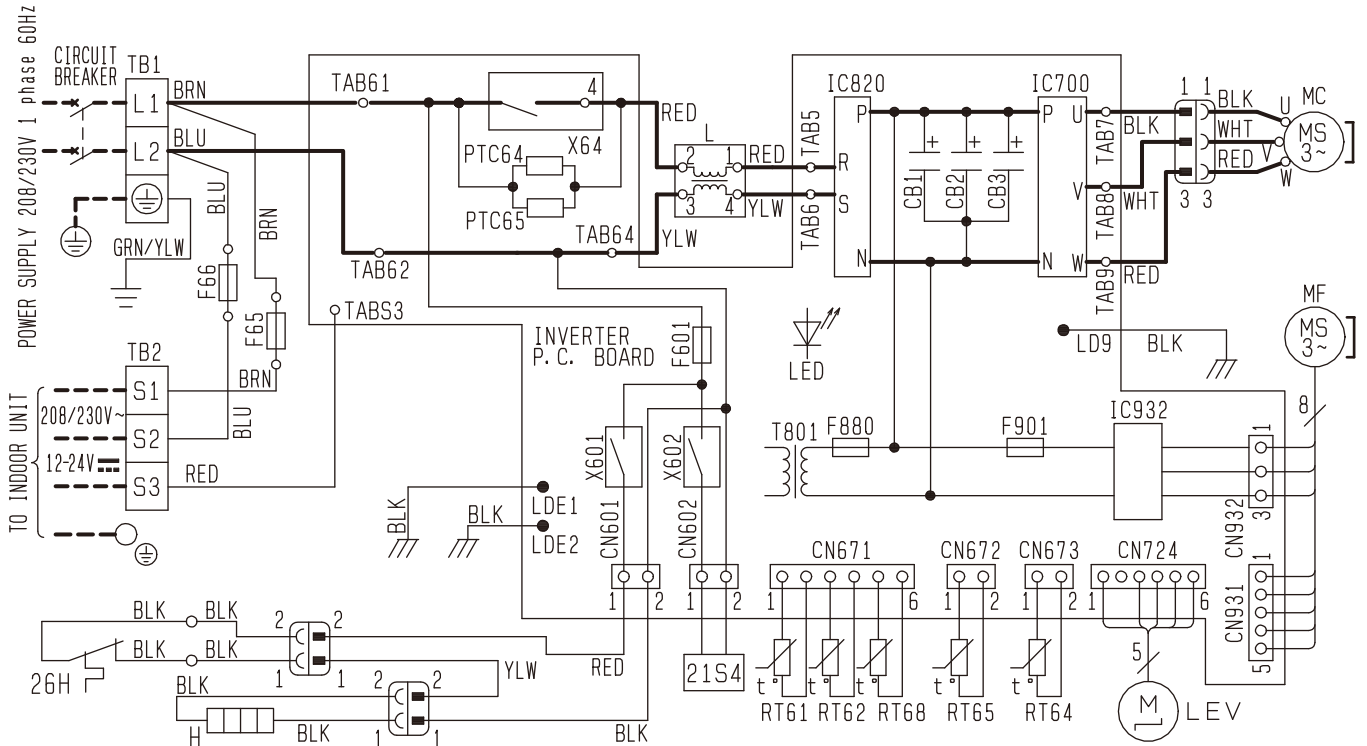 POWER SUPPLY 208/230V 1 phase 60Hz
CIRCUIT
BREAKER
TB1
L1
BRN
L2
BLU
GRN/YLW
BLU
BRN
F66
F65
TAB61
TAB62
TABS3
4
X64
PTC64
PTC65
TAB64
RED
YLW
L
2
1
3
4
RED
YLW
TAB5
TAB6
IC820
P
R
S
N
CB1
CB2
CB3
+
+
+
IC700
P
U
V
N
W
TAB7
TAB8
TAB9
BLK
WHT
RED
1
1
3
3
BLK
WHT
RED
U
V
W
MC
MS
3~
MF
MS
3~
8
TB2
S1
S2
S3
BRN
BLU
RED
TO INDOOR UNIT
208/230V~
12-24V
INVERTER
P.C. BOARD
F601
LED
LD9
BLK
T801
F880
F901
IC932
1
3
CN932
X601
X602
CN601
CN602
BLK
LDE1
BLK
LDE2
1
2
1
2
CN671
1
6
CN672
1
2
CN673
1
2
CN724
1
6
CN931
1
5
21S4
t°
t°
t°
t°
t°
RT61
RT62
RT68
RT65
RT64
5
M
LEV
BLK
BLK
BLK
BLK
26H
2
2
1
1
RED
YLW
BLK
2
2
1
1
H
BLK
BLK